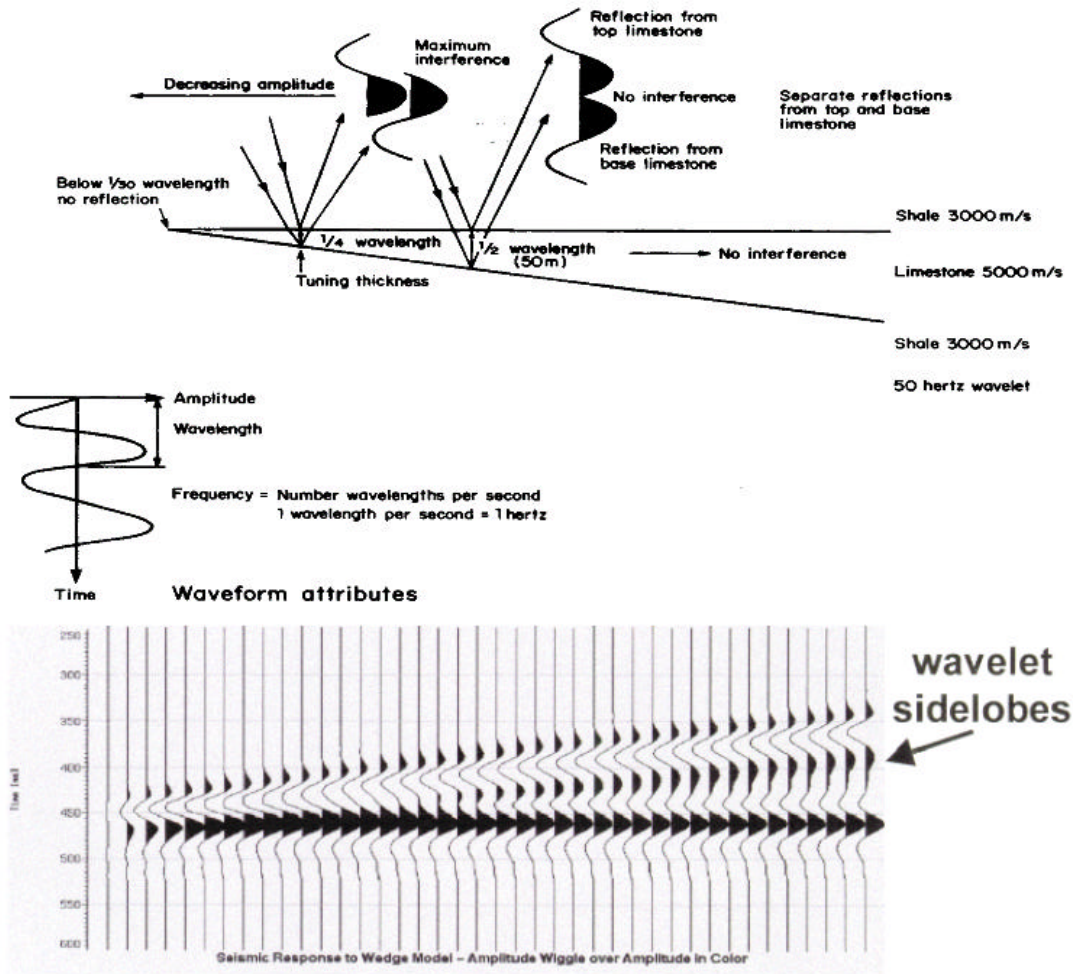 Reflection from
top limestone
Maximum
interference
Decreasing amplitude
No interference
Separate reflections
from top and base
limestone
Reflection from
base limestone
Below 1/30 wavelength
no reflection
Shale 3000 m/s
1/4 wavelength
1/2 wavelength
(50m)
No interference
Limestone 5000 m/s
Tuning thickness
Shale 3000 m/s
50 hertz wavelet
Amplitude
Wavelength
Frequency = Number wavelengths per second
1 wavelength per second = 1 hertz
Time
Waveform attributes
250
300
350
400
450
500
550
600
wavelet
sidelobes
Seismic Response to Wedge Model - Amplitude Wiggle over Amplitude in Color